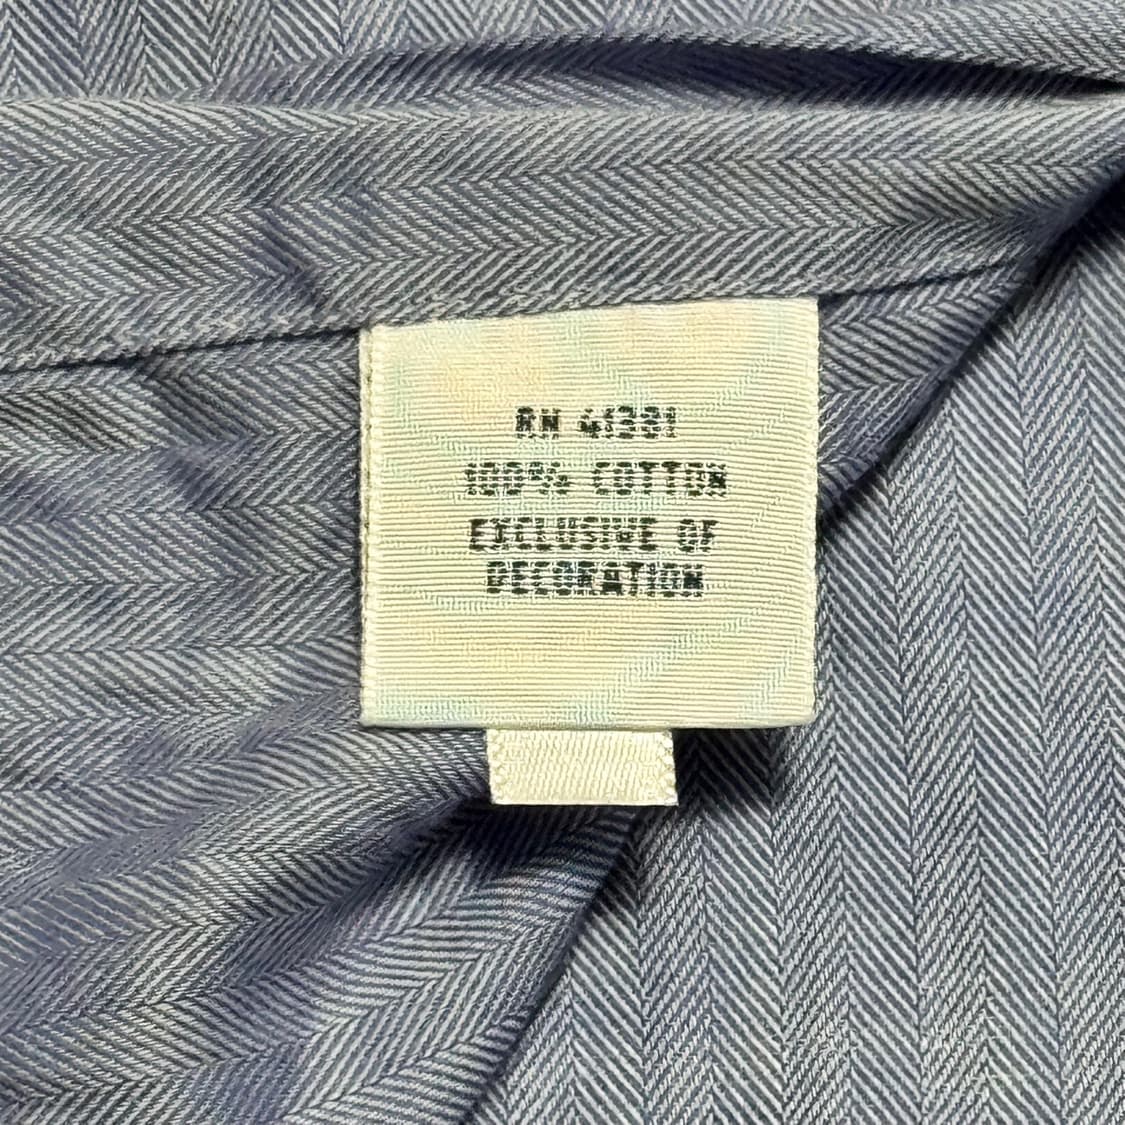 RN 41381
100% COTTON
EXCLUSIVE OF
DECORATION